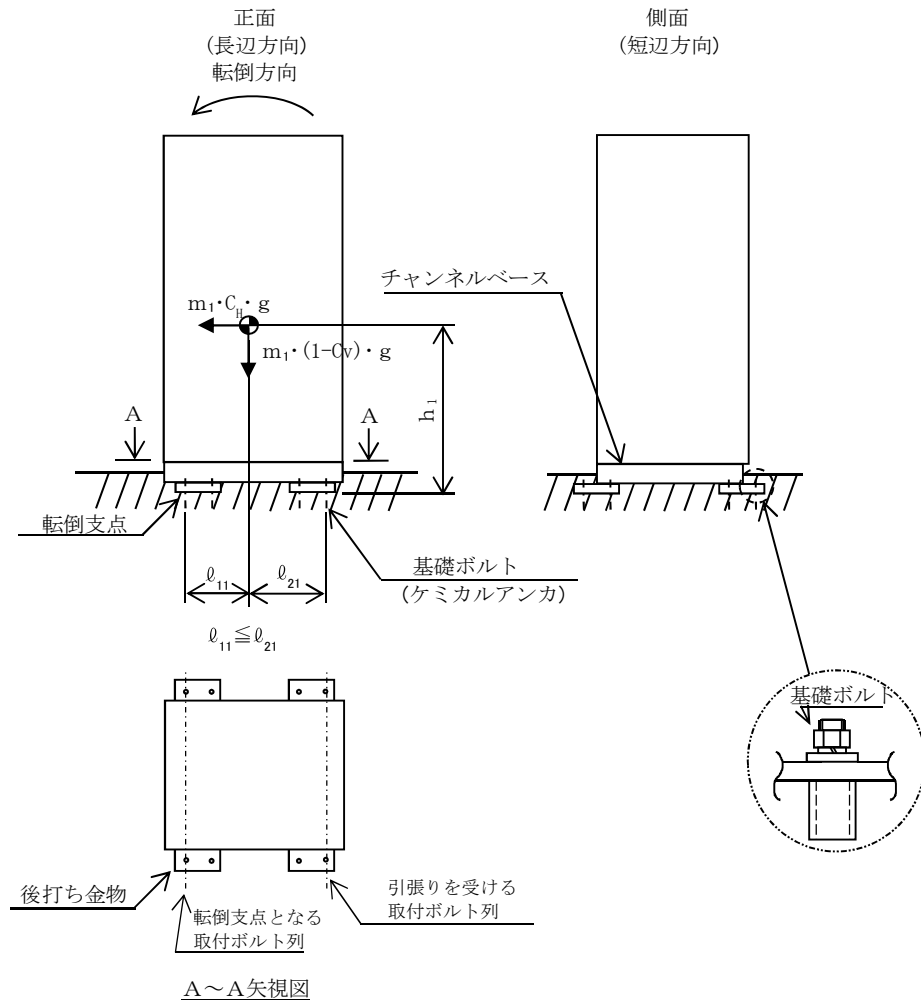 正面
(長辺方向)
転倒方向
側面
(短辺方向)
チャンネルベース
m₁・C_H・g
m₁・(1-Cv)・g
h₁
A
A
転倒支点
ℓ₁₁
ℓ₂₁
基礎ボルト
(ケミカルアンカ)
ℓ₁₁≦ℓ₂₁
基礎ボルト
後打ち金物
転倒支点となる
取付ボルト列
引張りを受ける
取付ボルト列
A～A矢視図